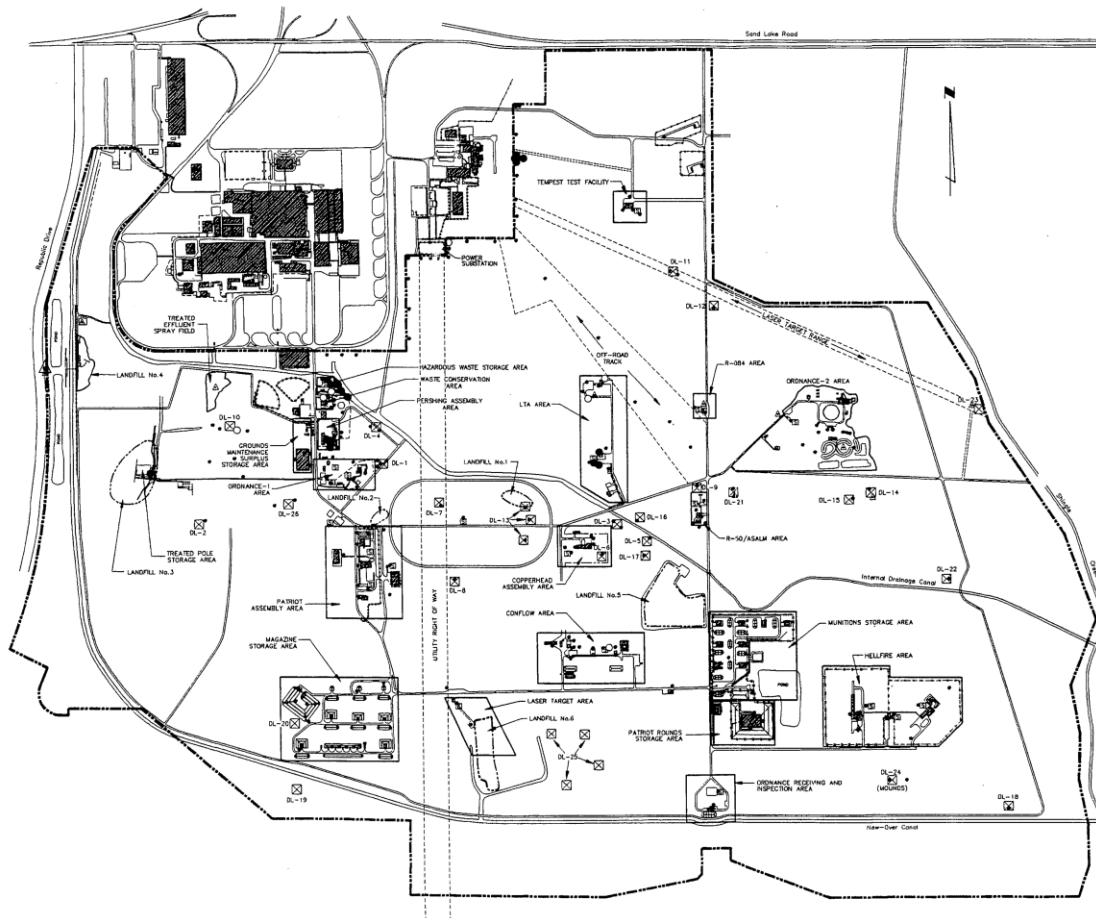 Sand Lake Road
Z
TEMPEST TEST FACILITY
Republic Drive
POWER
SUBSTATION
DL-11
DL-12
LASER TARGET RANGE
TREATED
EFFLUENT
SPRAY FIELD
POND
LANDFILL No.4
HAZARDOUS WASTE STORAGE AREA
WASTE CONSERVATION
AREA
PERSHING ASSEMBLY
AREA
OFF-ROAD
TRACK
R-084 AREA
ORDNANCE-2 AREA
LTA AREA
DL-23
DL-10
DL-4
GROUNDS
MAINTENANCE
SURPLUS
STORAGE AREA
DL-1
LANDFILL No.1
ORDNANCE-1
AREA
LANDFILL No.2
DL-9
DL-21
DL-15
DL-14
DL-7
DL-13
DL-3
DL-16
DL-26
DL-2
POND
TREATED POLE
STORAGE AREA
LANDFILL No.3
DL-5
DL-6
DL-17
R-50/ASALM AREA
COPPERHEAD
ASSEMBLY AREA
DL-8
DL-22
Internal Drainage Canal
Shingle
LANDFILL No.5
PATRIOT
ASSEMBLY AREA
UTILITY RIGHT OF WAY
CONFLOW AREA
MUNITIONS STORAGE AREA
HELLFIRE AREA
MAGAZINE
STORAGE AREA
POND
LASER TARGET AREA
LANDFILL No.6
DL-20
DL-25
PATRIOT ROUNDS
STORAGE AREA
DL-19
ORDNANCE RECEIVING AND
INSPECTION AREA
DL-24
(MOUNDS)
DL-18
New-Over Canal